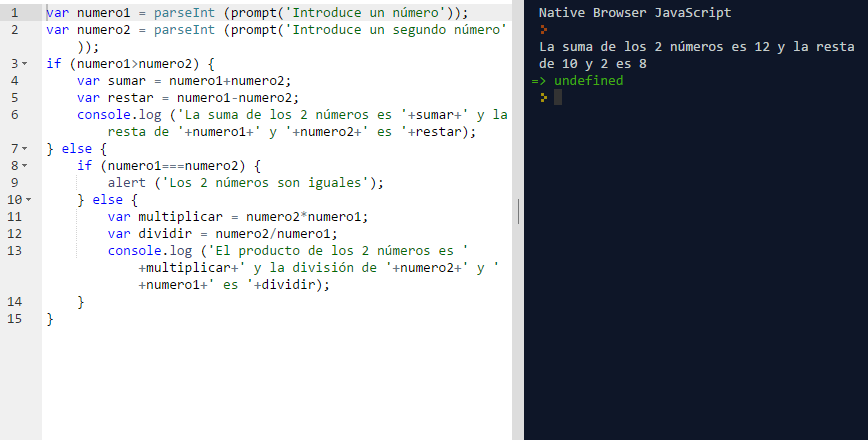 1 var numero1 = parseInt (prompt('Introduce un número'));
2 var numero2 = parseInt (prompt('Introduce un segundo número'
));
3 if (numero1>numero2) {
4 var sumar = numero1+numero2;
5 var restar = numero1-numero2;
6 console.log ('La suma de los 2 números es '+sumar+' y la
resta de '+numero1+' y '+numero2+' es '+restar);
7 } else {
8 if (numero1===numero2) {
9 alert ('Los 2 números son iguales');
10 } else {
11 var multiplicar = numero2*numero1;
12 var dividir = numero2/numero1;
13 console.log ('El producto de los 2 números es '
+multiplicar+' y la división de '+numero2+' y '
+numero1+' es '+dividir);
14 }
15 }
Native Browser JavaScript
La suma de los 2 números es 12 y la resta
de 10 y 2 es 8
=> undefined